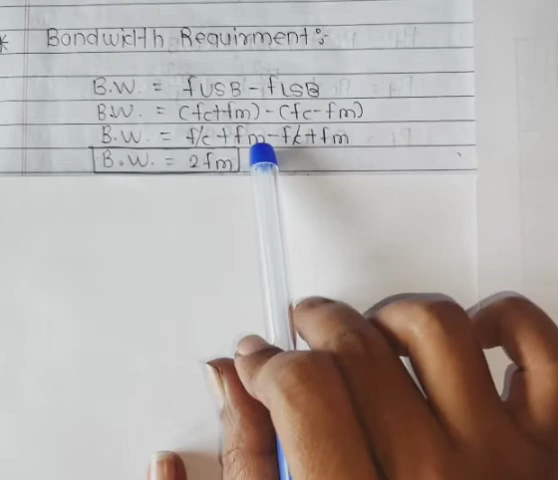 * Bandwidth Requirment :-
B.W. = fUSB - fLSB
B.W. = (fc+fm) - (fc-fm)
B.W. = fc + fm - fc + fm
B.W. = 2fm